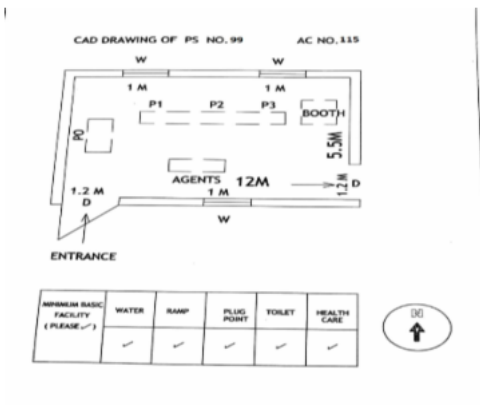 CAD DRAWING OF PS NO. 99 AC NO. 115
W W
1 M 1 M
P1 P2 P3
BOOTH
PO
5.5M
AGENTS 12M
1.2 M 1 M 1.2 M D
D
W
ENTRANCE
MINIMUM BASIC FACILITY (PLEASE ✓) WATER RAMP PLUG POINT TOILET HEALTH CARE
✓ ✓ ✓ ✓ ✓
N